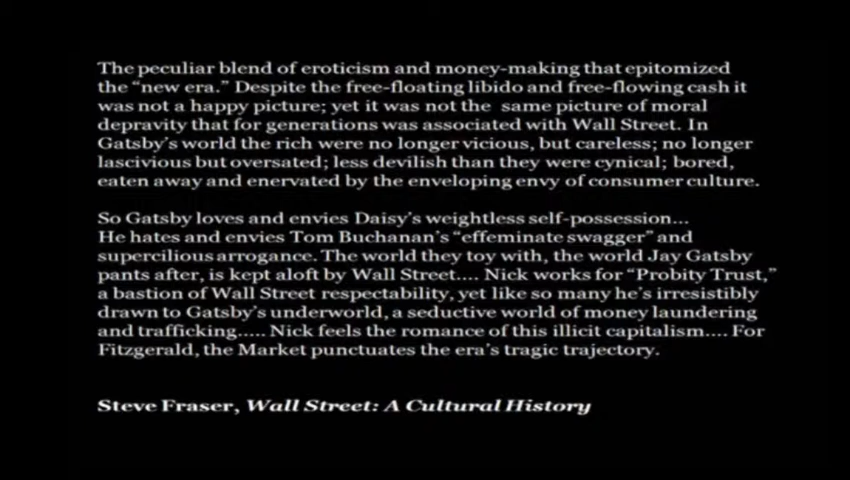 The peculiar blend of eroticism and money-making that epitomized
the “new era.” Despite the free-floating libido and free-flowing cash it
was not a happy picture; yet it was not the same picture of moral
depravity that for generations was associated with Wall Street. In
Gatsby’s world the rich were no longer vicious, but careless; no longer
lascivious but oversated; less devilish than they were cynical; bored,
eaten away and enervated by the enveloping envy of consumer culture.
So Gatsby loves and envies Daisy’s weightless self-possession...
He hates and envies Tom Buchanan’s “effeminate swagger” and
supercilious arrogance. The world they toy with, the world Jay Gatsby
pants after, is kept aloft by Wall Street.... Nick works for “Probity Trust,”
a bastion of Wall Street respectability, yet like so many he’s irresistibly
drawn to Gatsby’s underworld, a seductive world of money laundering
and trafficking..... Nick feels the romance of this illicit capitalism.... For
Fitzgerald, the Market punctuates the era’s tragic trajectory.
Steve Fraser, Wall Street: A Cultural History